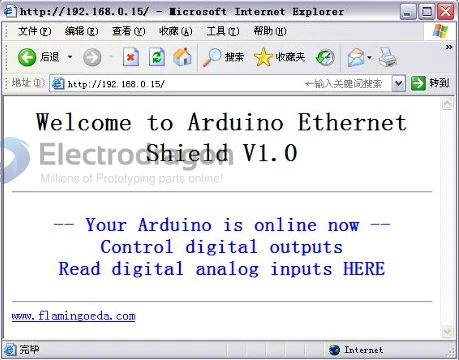 http://192.168.0.15/ - Microsoft Internet Explorer
文件(F) 编辑(E) 查看(V) 收藏(A) 工具(T) 帮助(H)
后退 搜索 收藏夹
地址(D) http://192.168.0.15/ ←输入关键词搜索 转到
Welcome to Arduino Ethernet
Shield V1.0
Electrodragon
Millions of Prototyping parts online!
-- Your Arduino is online now --
Control digital outputs
Read digital analog inputs HERE
www.flamingoeda.com
完毕 Internet